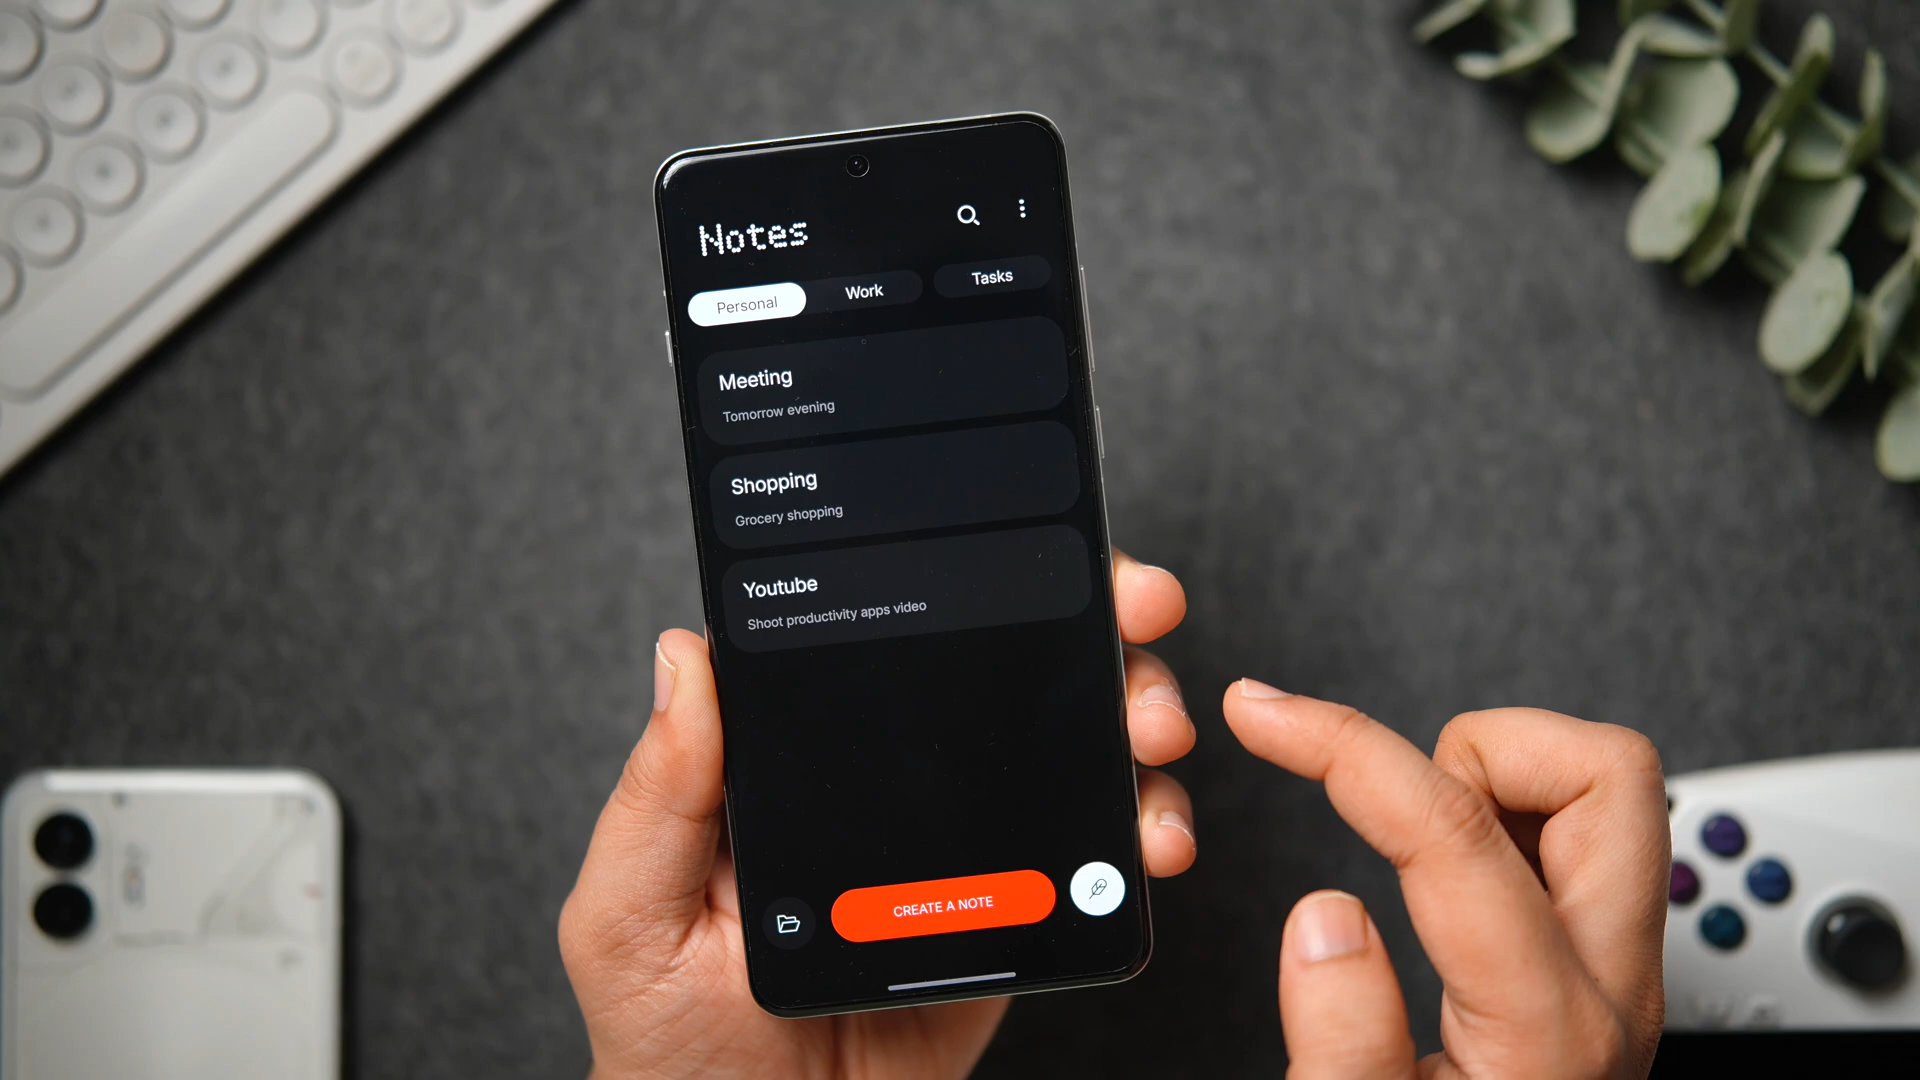 Notes
Personal
Work
Tasks
Meeting
Tomorrow evening
Shopping
Grocery shopping
Youtube
Shoot productivity apps video
CREATE A NOTE